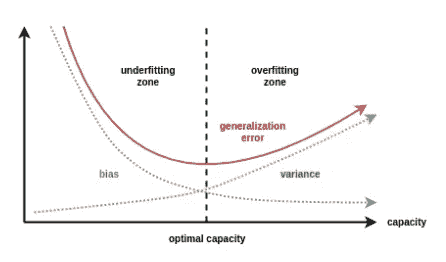 underfitting
zone
overfitting
zone
generalization
error
bias
variance
capacity
optimal capacity